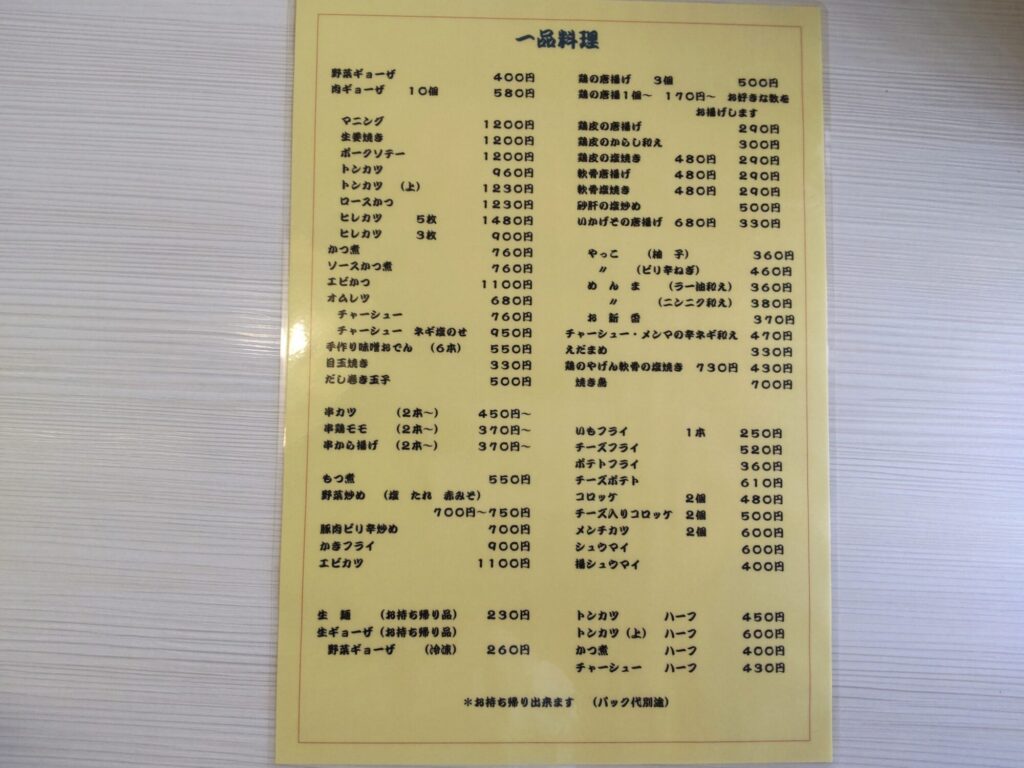 一品料理
野菜ギョーザ 400円
肉ギョーザ 10個 580円
マニング 1200円
生姜焼き 1200円
ポークソテー 1200円
トンカツ 960円
トンカツ (上) 1230円
ロースかつ 1230円
ヒレカツ 5枚 1480円
ヒレカツ 3枚 900円
かつ煮 760円
ソースかつ煮 760円
エビかつ 1100円
オムレツ 680円
チャーシュー 760円
チャーシュー ネギ塩のせ 950円
手作り味噌おでん (6本) 550円
目玉焼き 330円
だし巻き玉子 500円
串カツ (2本~) 450円~
串鶏モモ (2本~) 370円~
串から揚げ (2本~) 370円~
もつ煮 550円
野菜炒め (塩 たれ 赤みそ)
700円~750円
豚肉ピリ辛炒め 700円
かきフライ 900円
エビカツ 1100円
生 麺 (お持ち帰り品) 230円
生ギョーザ(お持ち帰り品)
野菜ギョーザ (冷凍) 260円
鶏の唐揚げ 3個 500円
鶏の唐揚1個~ 170円~ お好きな数を
お揚げします
鶏皮の唐揚げ 290円
鶏皮のからし和え 300円
鶏皮の塩焼き 480円 290円
軟骨唐揚げ 480円 290円
軟骨塩焼き 480円 290円
砂肝の塩炒め 500円
いかげその唐揚げ 680円 330円
やっこ (柚 子) 360円
〃 (ピリ辛ねぎ) 460円
めんま (ラー油和え) 360円
〃 (ニンニク和え) 380円
お 新 香 370円
チャーシュー・メンマの辛ネギ和え 470円
えだまめ 330円
鶏のやげん軟骨の塩焼き 730円 430円
焼き鳥 700円
いもフライ 1本 250円
チーズフライ 520円
ポテトフライ 360円
チーズポテト 610円
コロッケ 2個 480円
チーズ入りコロッケ 2個 500円
メンチカツ 2個 600円
シュウマイ 600円
揚シュウマイ 400円
トンカツ ハーフ 450円
トンカツ(上) ハーフ 600円
かつ煮 ハーフ 400円
チャーシュー ハーフ 430円
*お持ち帰り出来ます (パック代別途)